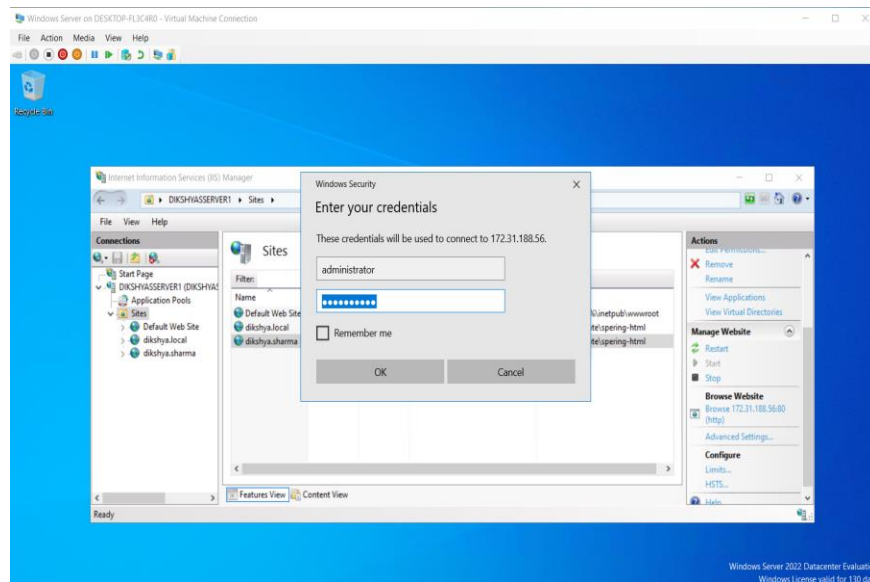 Windows Server on DESKTOP-FL3C4R0 - Virtual Machine Connection
File Action Media View Help
Recycle Bin
Internet Information Services (IIS) Manager
DIKSHYASSERVER1 Sites
File View Help
Connections
Start Page
DIKSHYASSERVER1 (DIKSHYAS
Application Pools
Sites
Default Web Site
dikshya.local
dikshya.sharma
Sites
Filter:
Name
Default Web Site
dikshya.local
dikshya.sharma
\inetpub\wwwroot
te\spering-html
te\spering-html
Features View Content View
Ready
Windows Security
Enter your credentials
These credentials will be used to connect to 172.31.188.56.
administrator
Remember me
OK Cancel
Actions
Edit Permissions...
Remove
Rename
View Applications
View Virtual Directories
Manage Website
Restart
Start
Stop
Browse Website
Browse 172.31.188.56:80
(http)
Advanced Settings...
Configure
Limits...
HSTS...
Help
Windows Server 2022 Datacenter Evaluati
Windows License valid for 130 da